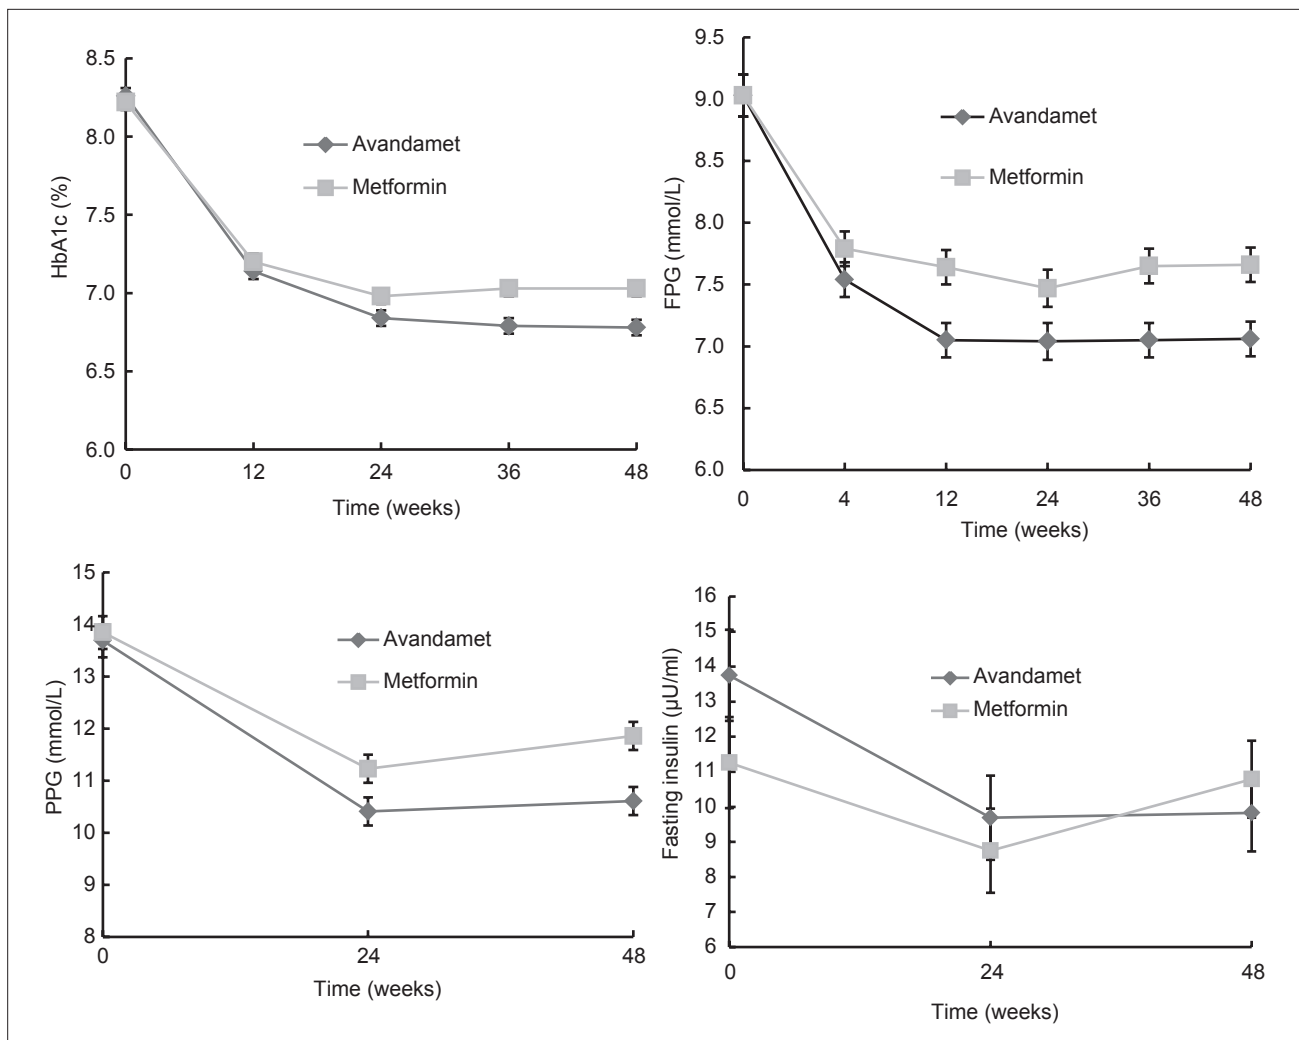 8.5
8.0
7.5
7.0
6.5
6.0
HbA1c (%)
Avandamet
Metformin
0 12 24 36 48
Time (weeks)
9.5
9.0
8.5
8.0
7.5
7.0
6.5
6.0
FPG (mmol/L)
Avandamet
Metformin
0 4 12 24 36 48
Time (weeks)
15
14
13
12
11
10
9
8
PPG (mmol/L)
Avandamet
Metformin
0 24 48
Time (weeks)
16
15
14
13
12
11
10
9
8
7
6
Fasting insulin (µU/ml)
Avandamet
Metformin
0 24 48
Time (weeks)